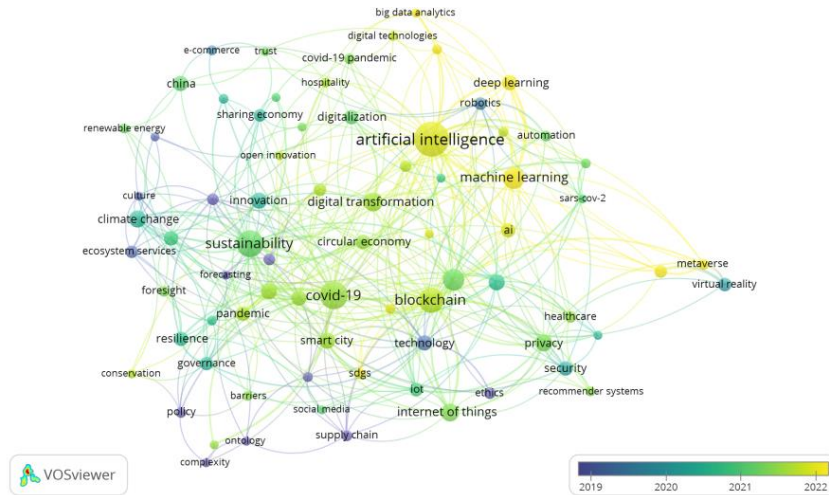 big data analytics
digital technologies
e-commerce
trust
covid-19 pandemic
china
hospitality
deep learning
robotics
sharing economy
digitalization
renewable energy
artificial intelligence
automation
open innovation
machine learning
culture
innovation
digital transformation
sars-cov-2
climate change
ai
sustainability
circular economy
ecosystem services
metaverse
forecasting
virtual reality
foresight
covid-19
blockchain
pandemic
healthcare
resilience
smart city
technology
privacy
governance
security
conservation
sdgs
iot
ethics
recommender systems
barriers
policy
social media
internet of things
ontology
supply chain
complexity
VOSviewer
2019 2020 2021 2022